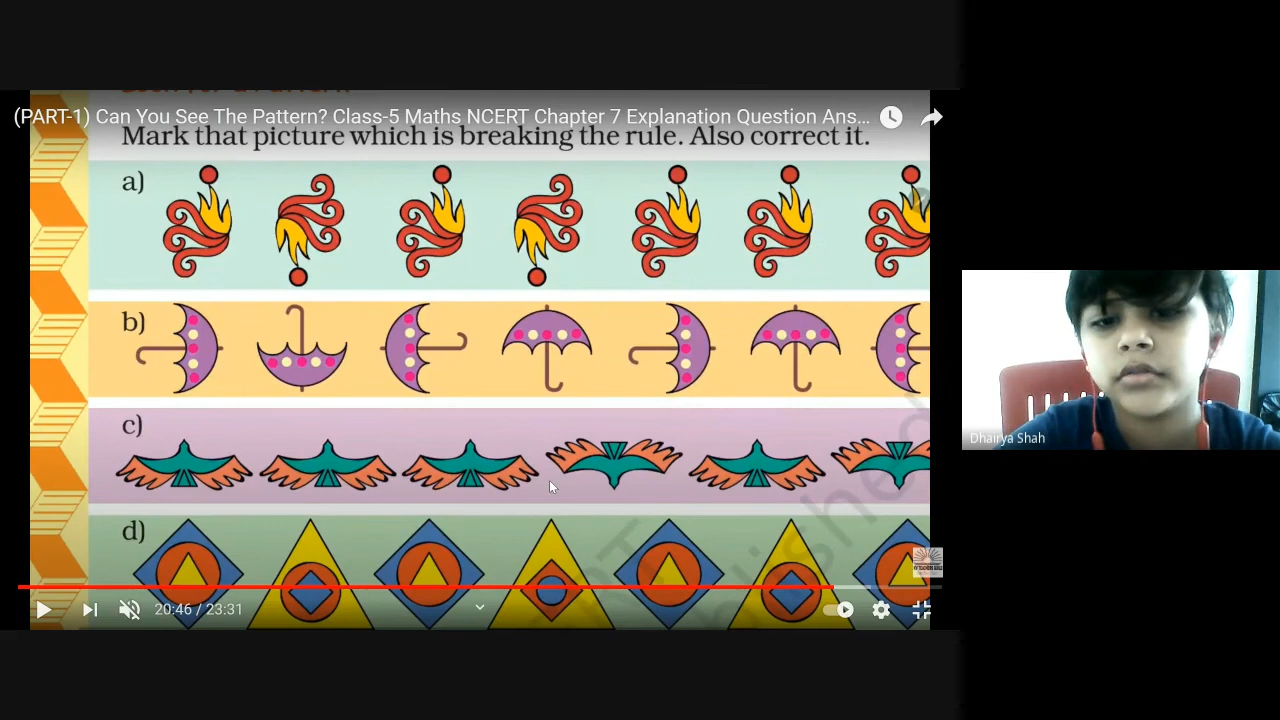 (PART-1) Can You See The Pattern? Class-5 Maths NCERT Chapter 7 Explanation Question Ans...
Mark that picture which is breaking the rule. Also correct it.
a)
b)
c)
d)
Dhairya Shah
20:46 / 23:31